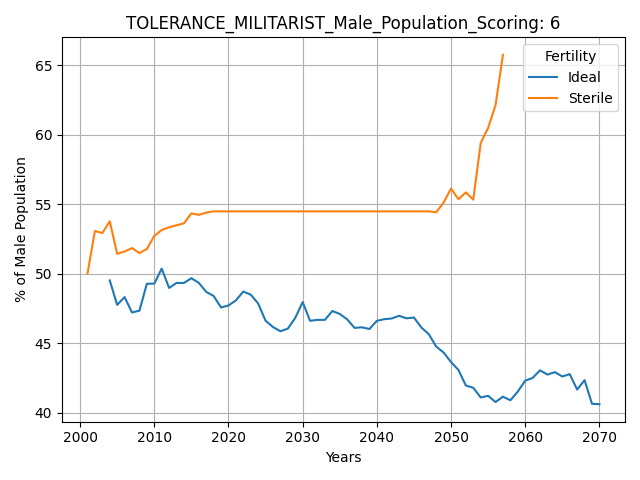 TOLERANCE_MILITARIST_Male_Population_Scoring: 6
Fertility
Ideal
Sterile
% of Male Population
65
60
55
50
45
40
2000 2010 2020 2030 2040 2050 2060 2070
Years